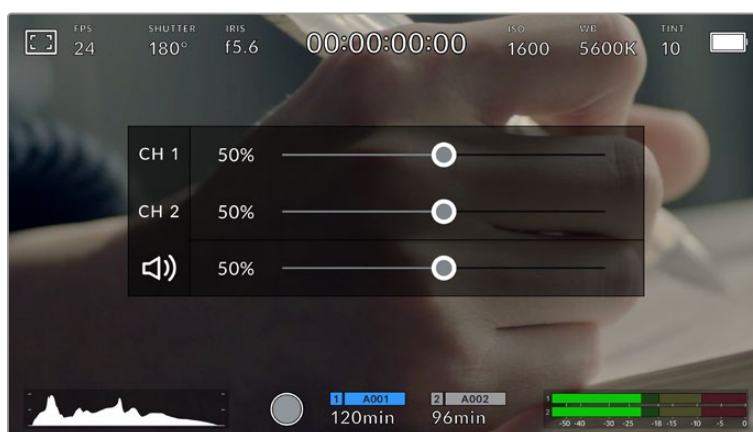 FPS
24
SHUTTER
180°
IRIS
f5.6
00:00:00:00
ISO
1600
WB
5600K
TINT
10
CH 1 50%
CH 2 50%
50%
1 A001
120min
2 A002
96min
1
2
-50 -40 -30 -25 -18 -15 -10 -5 0